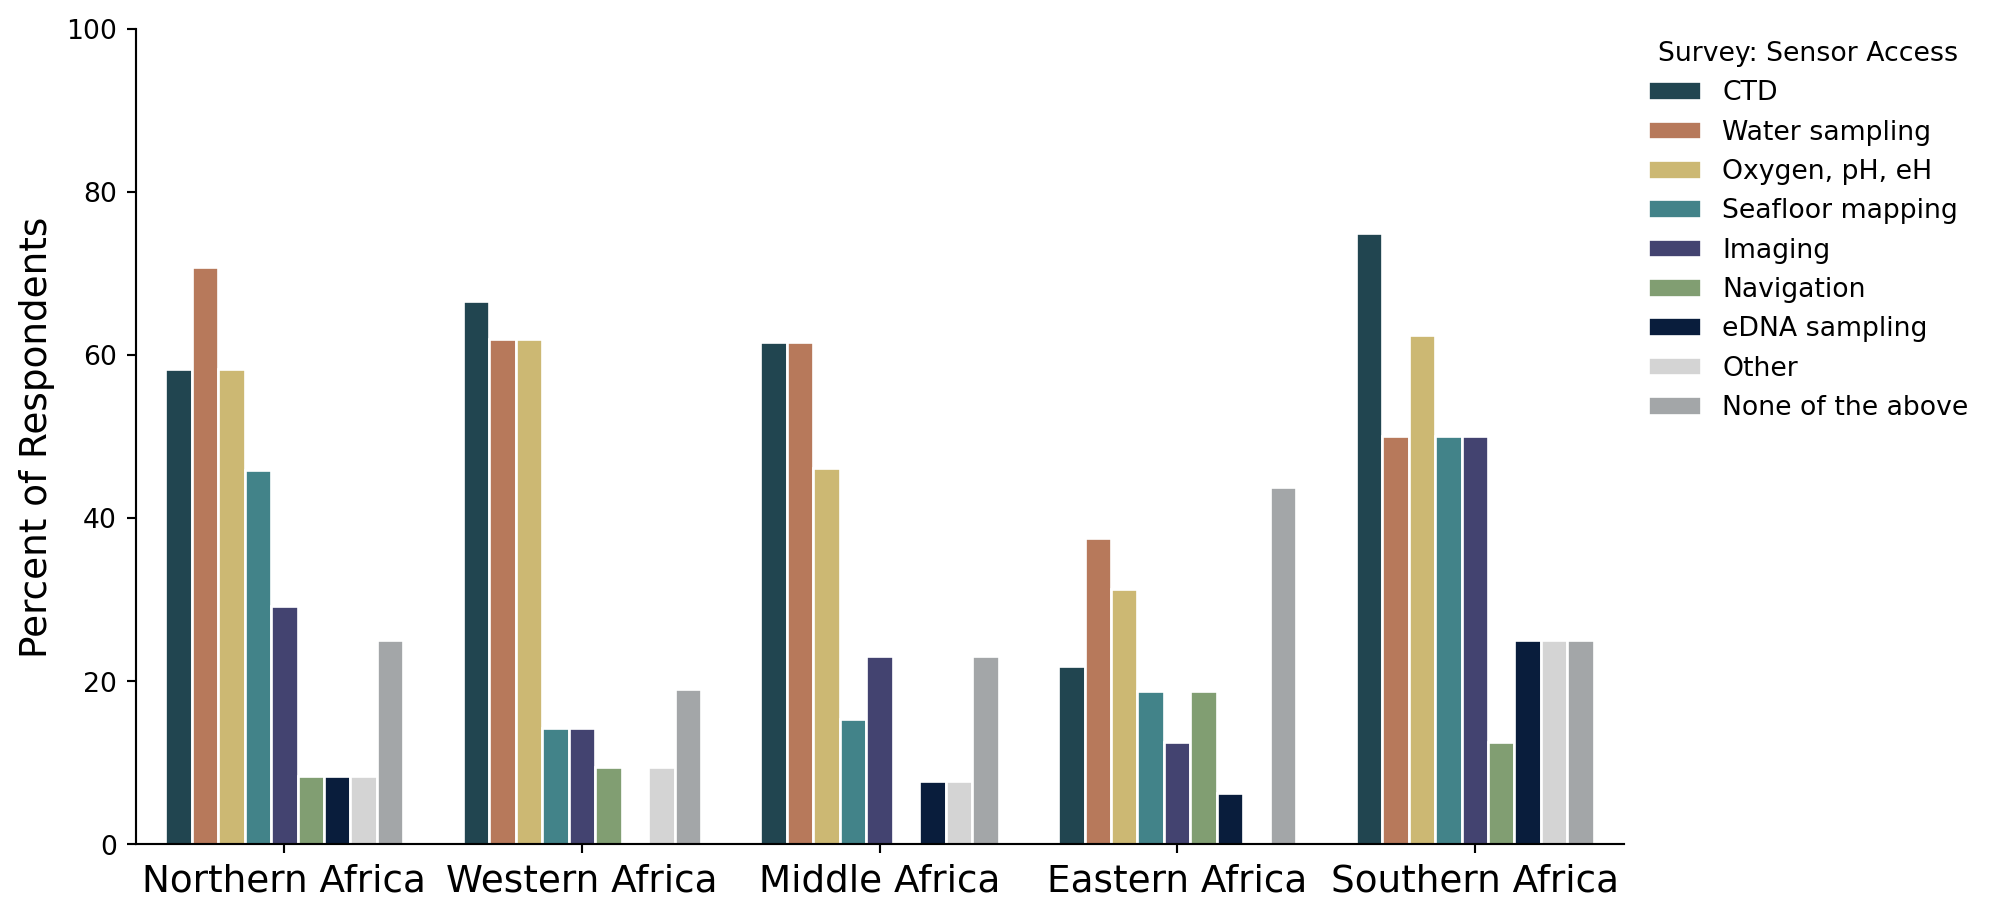 100
80
60
40
20
0
Percent of Respondents
Northern Africa
Western Africa
Middle Africa
Eastern Africa
Southern Africa
Survey: Sensor Access
CTD
Water sampling
Oxygen, pH, eH
Seafloor mapping
Imaging
Navigation
eDNA sampling
Other
None of the above